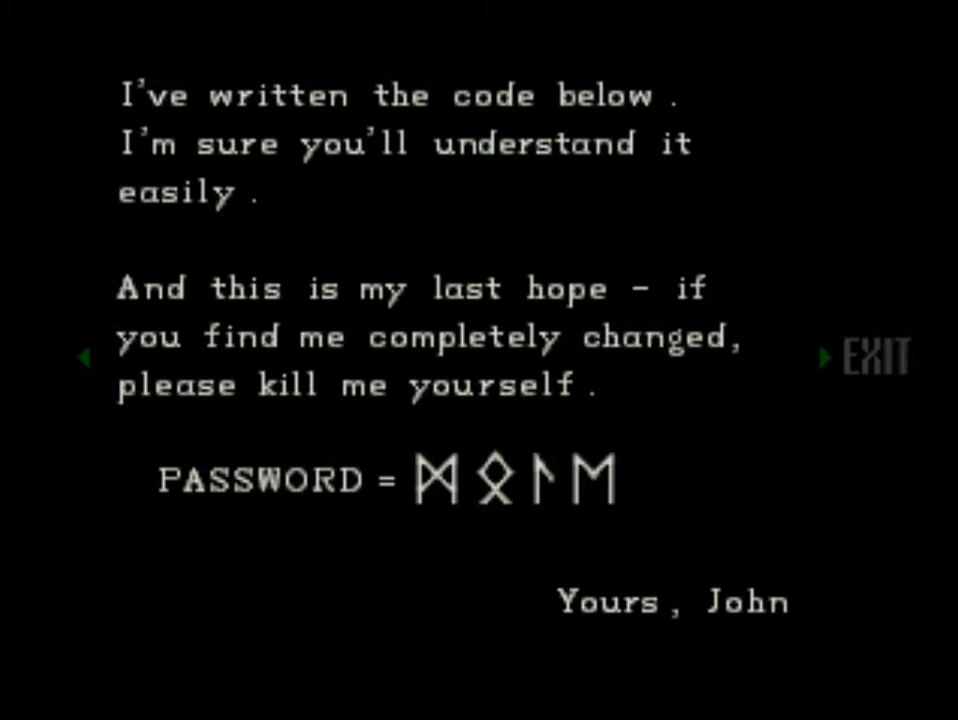 I've written the code below .
I'm sure you'll understand it
easily .
And this is my last hope - if
you find me completely changed,
please kill me yourself .
EXIT
PASSWORD = ᛞᛟᛚᛖ
Yours , John